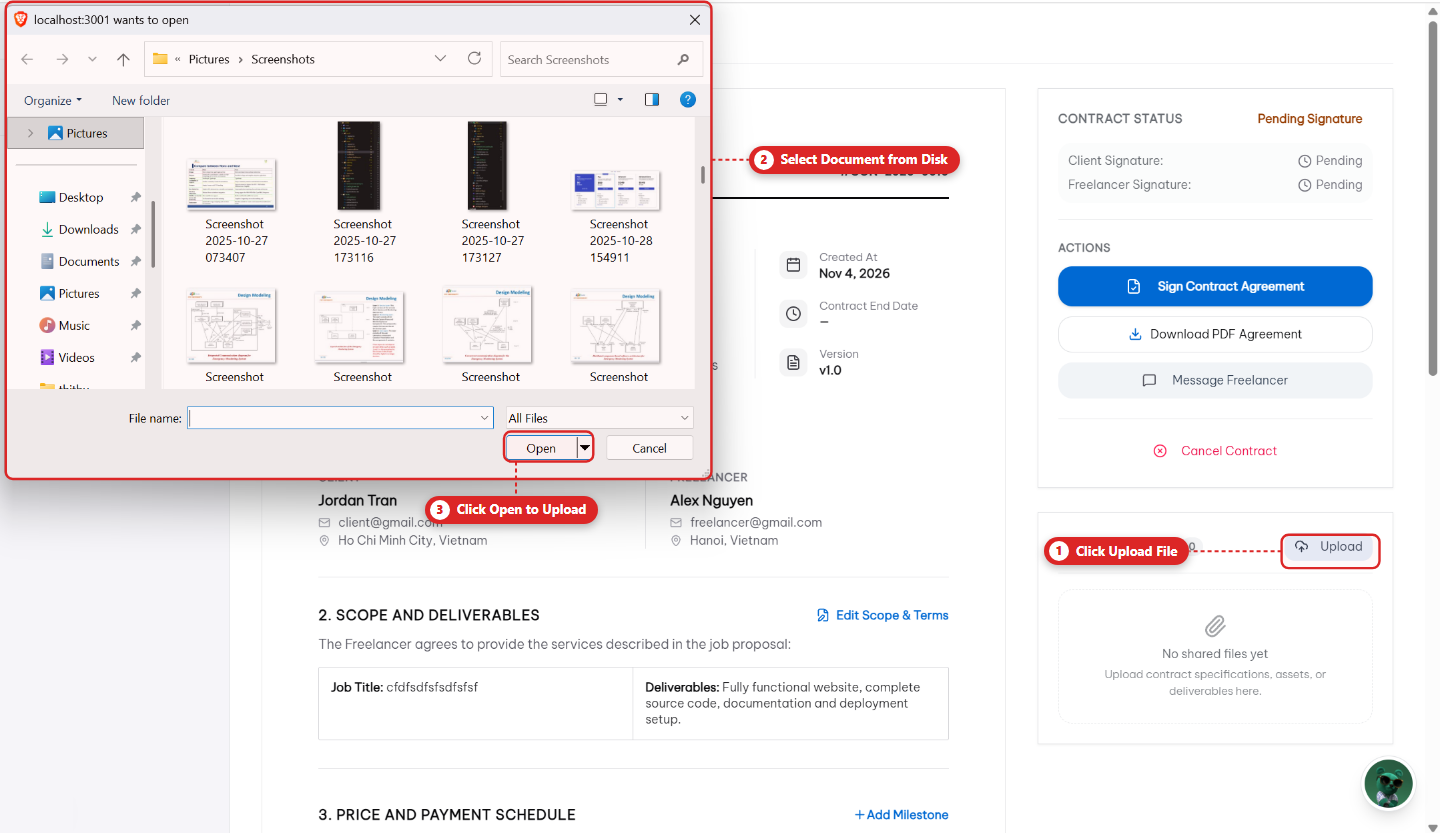 localhost:3001 wants to open
« Pictures › Screenshots
Search Screenshots
Organize
New folder
Pictures
Desktop
Downloads
Documents
Pictures
Music
Videos
Design Modeling
Design Modeling
Design Modeling
Design Modeling
Screenshot
2025-10-27
073407
Screenshot
2025-10-27
173116
Screenshot
2025-10-27
173127
Screenshot
2025-10-28
154911
Screenshot
Screenshot
Screenshot
Screenshot
File name:
All Files
Open
Cancel
2 Select Document from Disk
3 Click Open to Upload
1 Click Upload File
Created At
Nov 4, 2026
Contract End Date
—
Version
v1.0
Jordan Tran
client@gmail.com
Ho Chi Minh City, Vietnam
FREELANCER
Alex Nguyen
freelancer@gmail.com
Hanoi, Vietnam
2. SCOPE AND DELIVERABLES
Edit Scope & Terms
The Freelancer agrees to provide the services described in the job proposal:
Job Title: cfdfsdfsfsdfsfsf
Deliverables: Fully functional website, complete
source code, documentation and deployment
setup.
3. PRICE AND PAYMENT SCHEDULE
+ Add Milestone
CONTRACT STATUS
Pending Signature
Client Signature:
Pending
Freelancer Signature:
Pending
ACTIONS
Sign Contract Agreement
Download PDF Agreement
Message Freelancer
Cancel Contract
Upload
No shared files yet
Upload contract specifications, assets, or
deliverables here.